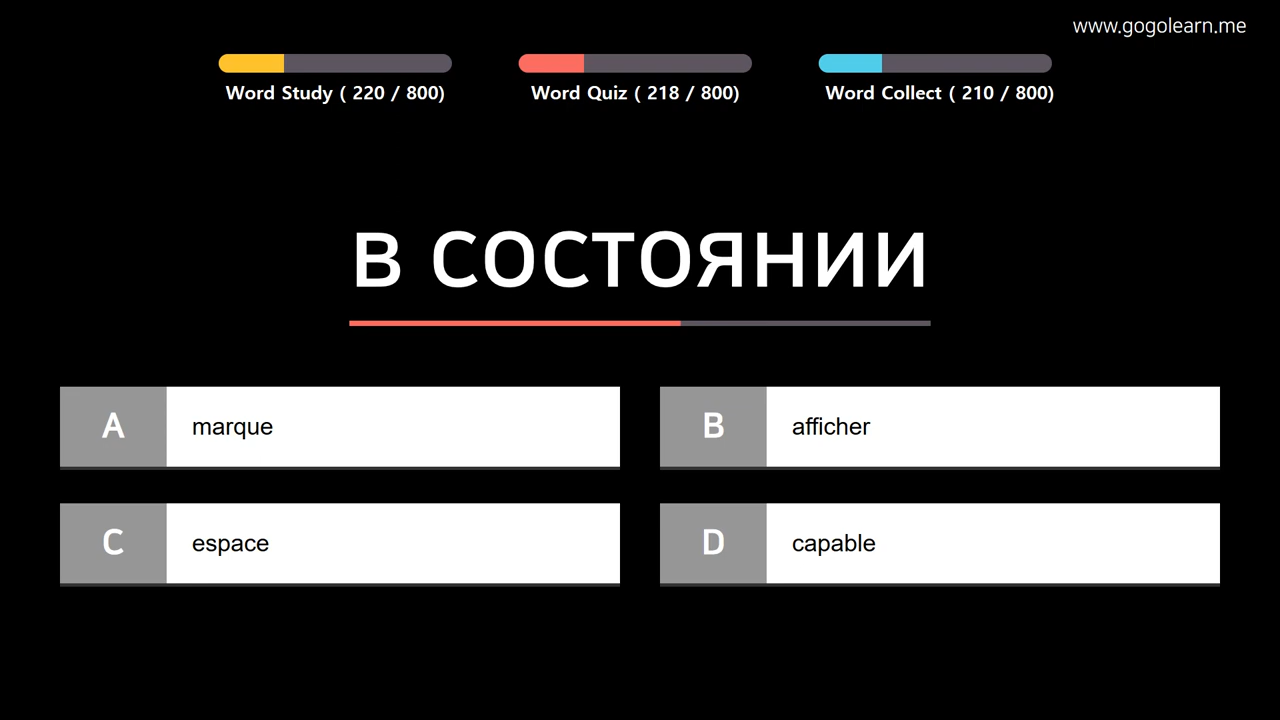 www.gogolearn.me
Word Study ( 220 / 800)
Word Quiz ( 218 / 800)
Word Collect ( 210 / 800)
в состоянии
A marque
B afficher
C espace
D capable